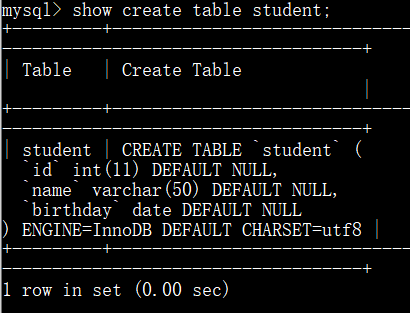 mysql> show create table student;
+---------+--------------------------------
------------------------------------+
| Table   | Create Table
                                    |
+---------+--------------------------------
------------------------------------+
| student | CREATE TABLE `student` (
  `id` int(11) DEFAULT NULL,
  `name` varchar(50) DEFAULT NULL,
  `birthday` date DEFAULT NULL
) ENGINE=InnoDB DEFAULT CHARSET=utf8 |
+---------+--------------------------------
------------------------------------+
1 row in set (0.00 sec)